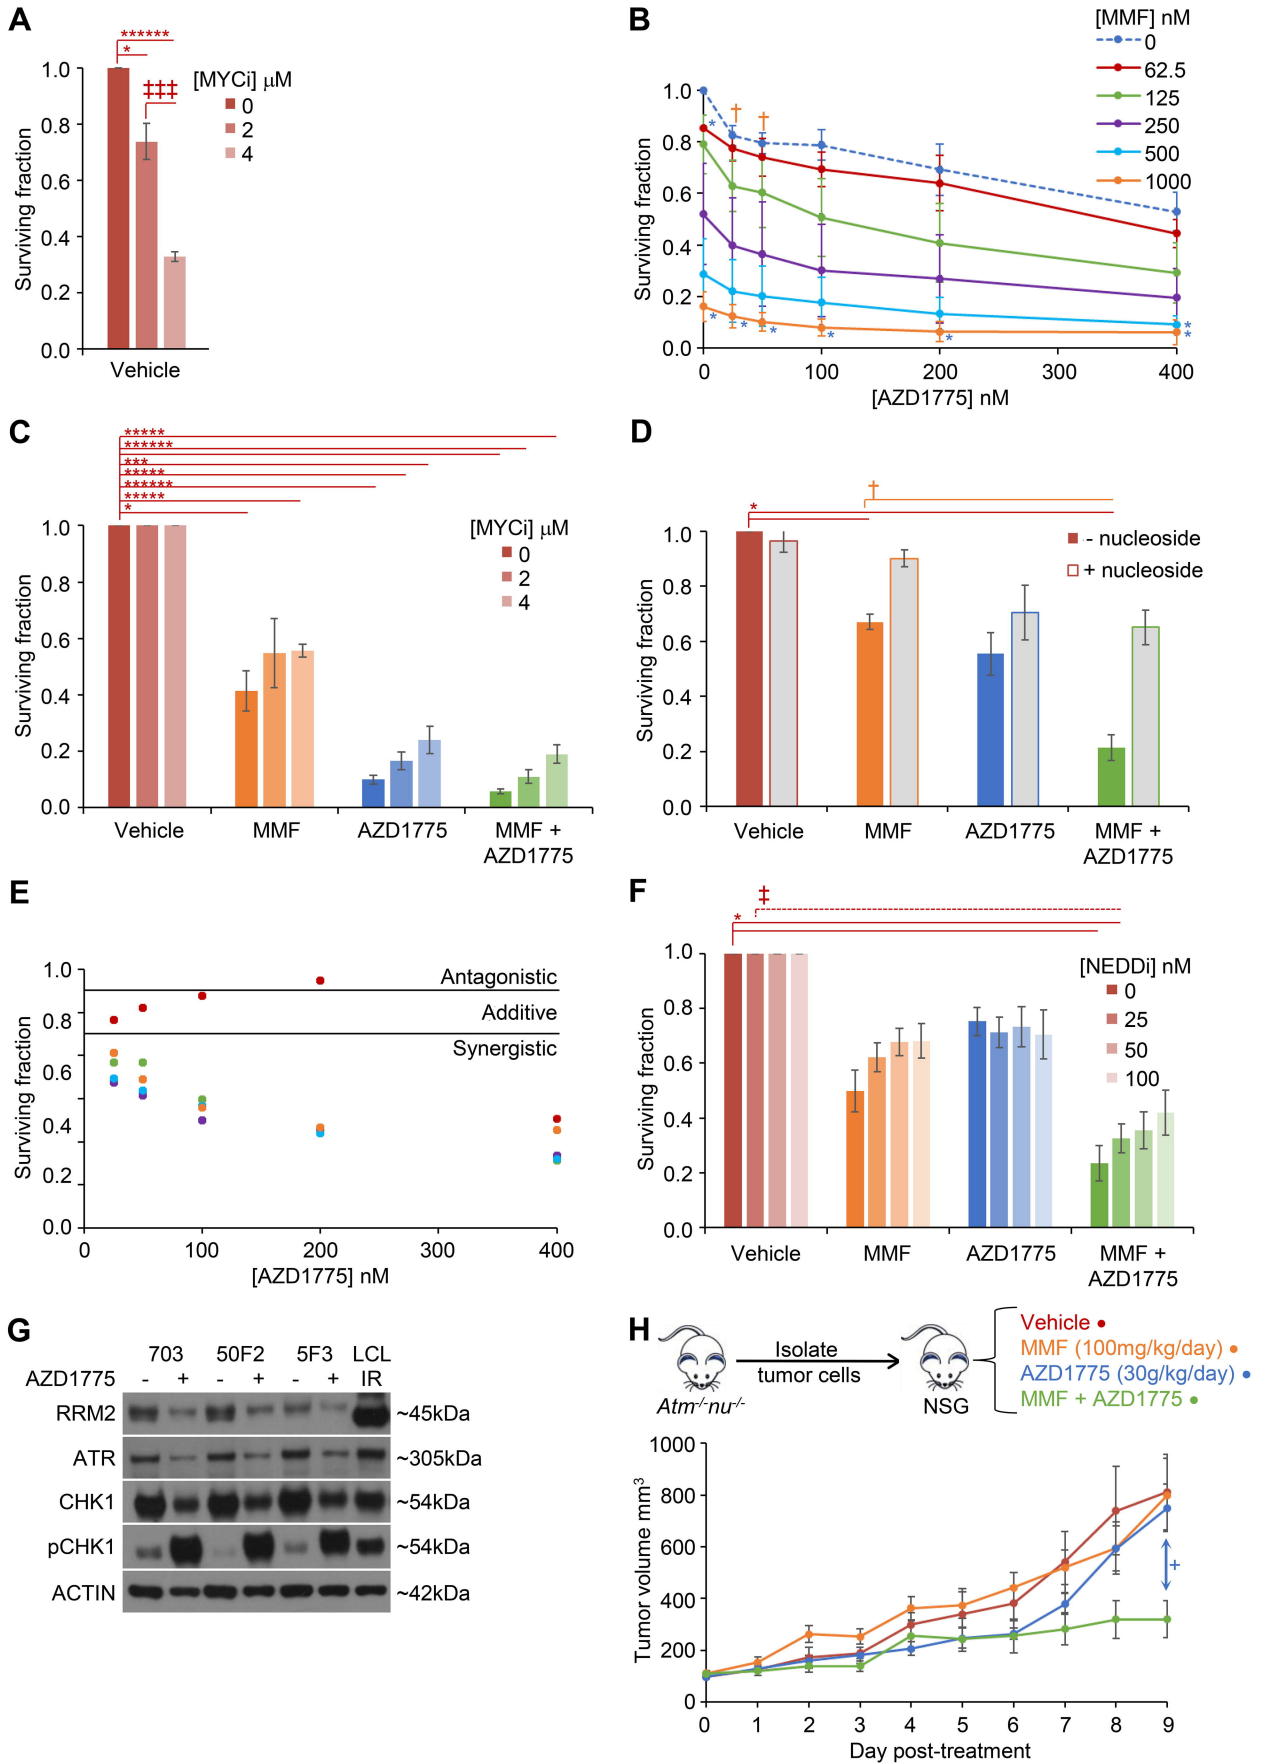 A
******
*
‡‡‡
[MYCi] µM
0
2
4
1.0
0.8
0.6
0.4
0.2
0.0
Surviving fraction
Vehicle
B
[MMF] nM
0
62.5
125
250
500
1000
†
†
*
*
*
*
*
*
*
*
1.0
0.8
0.6
0.4
0.2
0.0
Surviving fraction
0
100
200
300
400
[AZD1775] nM
C
*****
******
***
*****
******
*****
*
[MYCi] µM
0
2
4
1.0
0.8
0.6
0.4
0.2
0.0
Surviving fraction
Vehicle
MMF
AZD1775
MMF +
AZD1775
D
†
*
- nucleoside
+ nucleoside
1.0
0.8
0.6
0.4
0.2
0.0
Surviving fraction
Vehicle
MMF
AZD1775
MMF +
AZD1775
E
Antagonistic
Additive
Synergistic
1.0
0.8
0.6
0.4
0.2
0.0
Surviving fraction
0
100
200
300
400
[AZD1775] nM
F
‡
*
[NEDDi] nM
0
25
50
100
1.0
0.8
0.6
0.4
0.2
0.0
Surviving fraction
Vehicle
MMF
AZD1775
MMF +
AZD1775
G
703 50F2 5F3 LCL
AZD1775 - + - + - + IR
RRM2 ~45kDa
ATR ~305kDa
CHK1 ~54kDa
pCHK1 ~54kDa
ACTIN ~42kDa
H
Isolate
tumor cells
Atm-/-nu-/-
NSG
Vehicle
MMF (100mg/kg/day)
AZD1775 (30g/kg/day)
MMF + AZD1775
1000
800
600
400
200
0
Tumor volume mm3
+
0 1 2 3 4 5 6 7 8 9
Day post-treatment